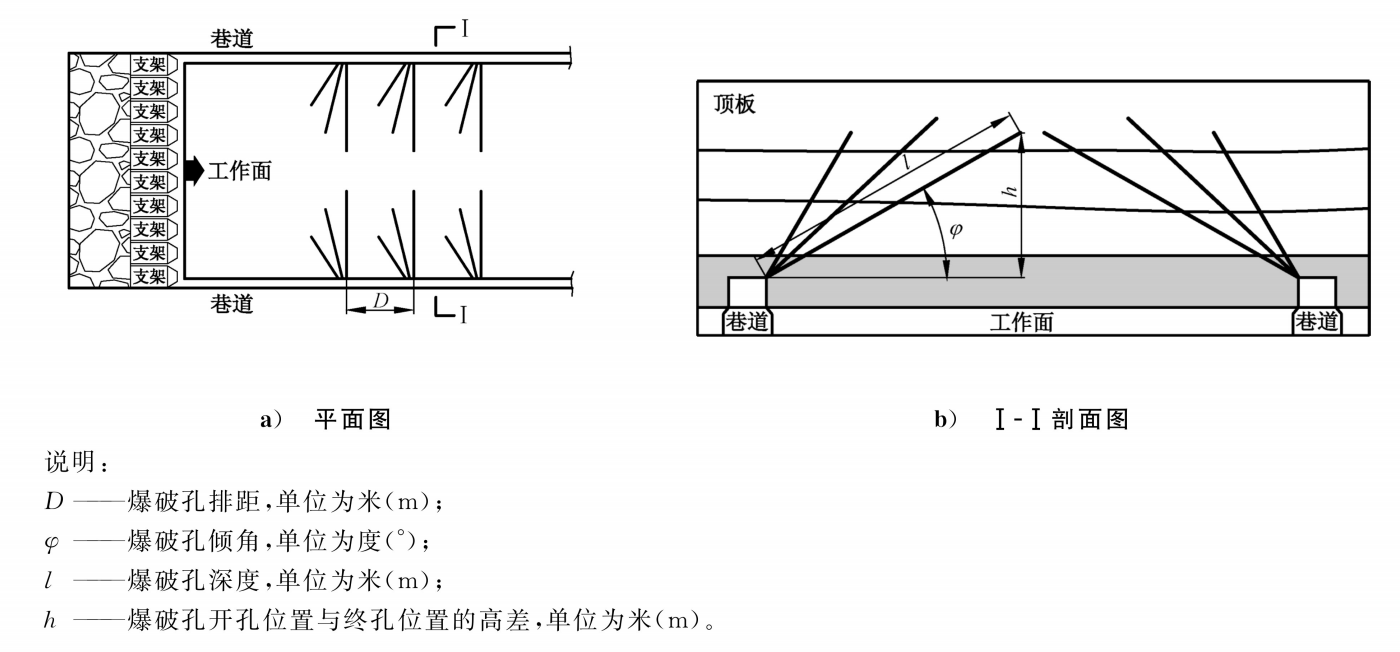 巷道
I
支架
支架
支架
支架
支架
支架
支架
支架
支架
支架
工作面
巷道
D
I
顶板
l
h
φ
巷道
工作面
巷道
a) 平面图
b) I-I剖面图
说明:
D ——爆破孔排距,单位为米(m);
φ ——爆破孔倾角,单位为度(°);
l ——爆破孔深度,单位为米(m);
h ——爆破孔开孔位置与终孔位置的高差,单位为米(m)。